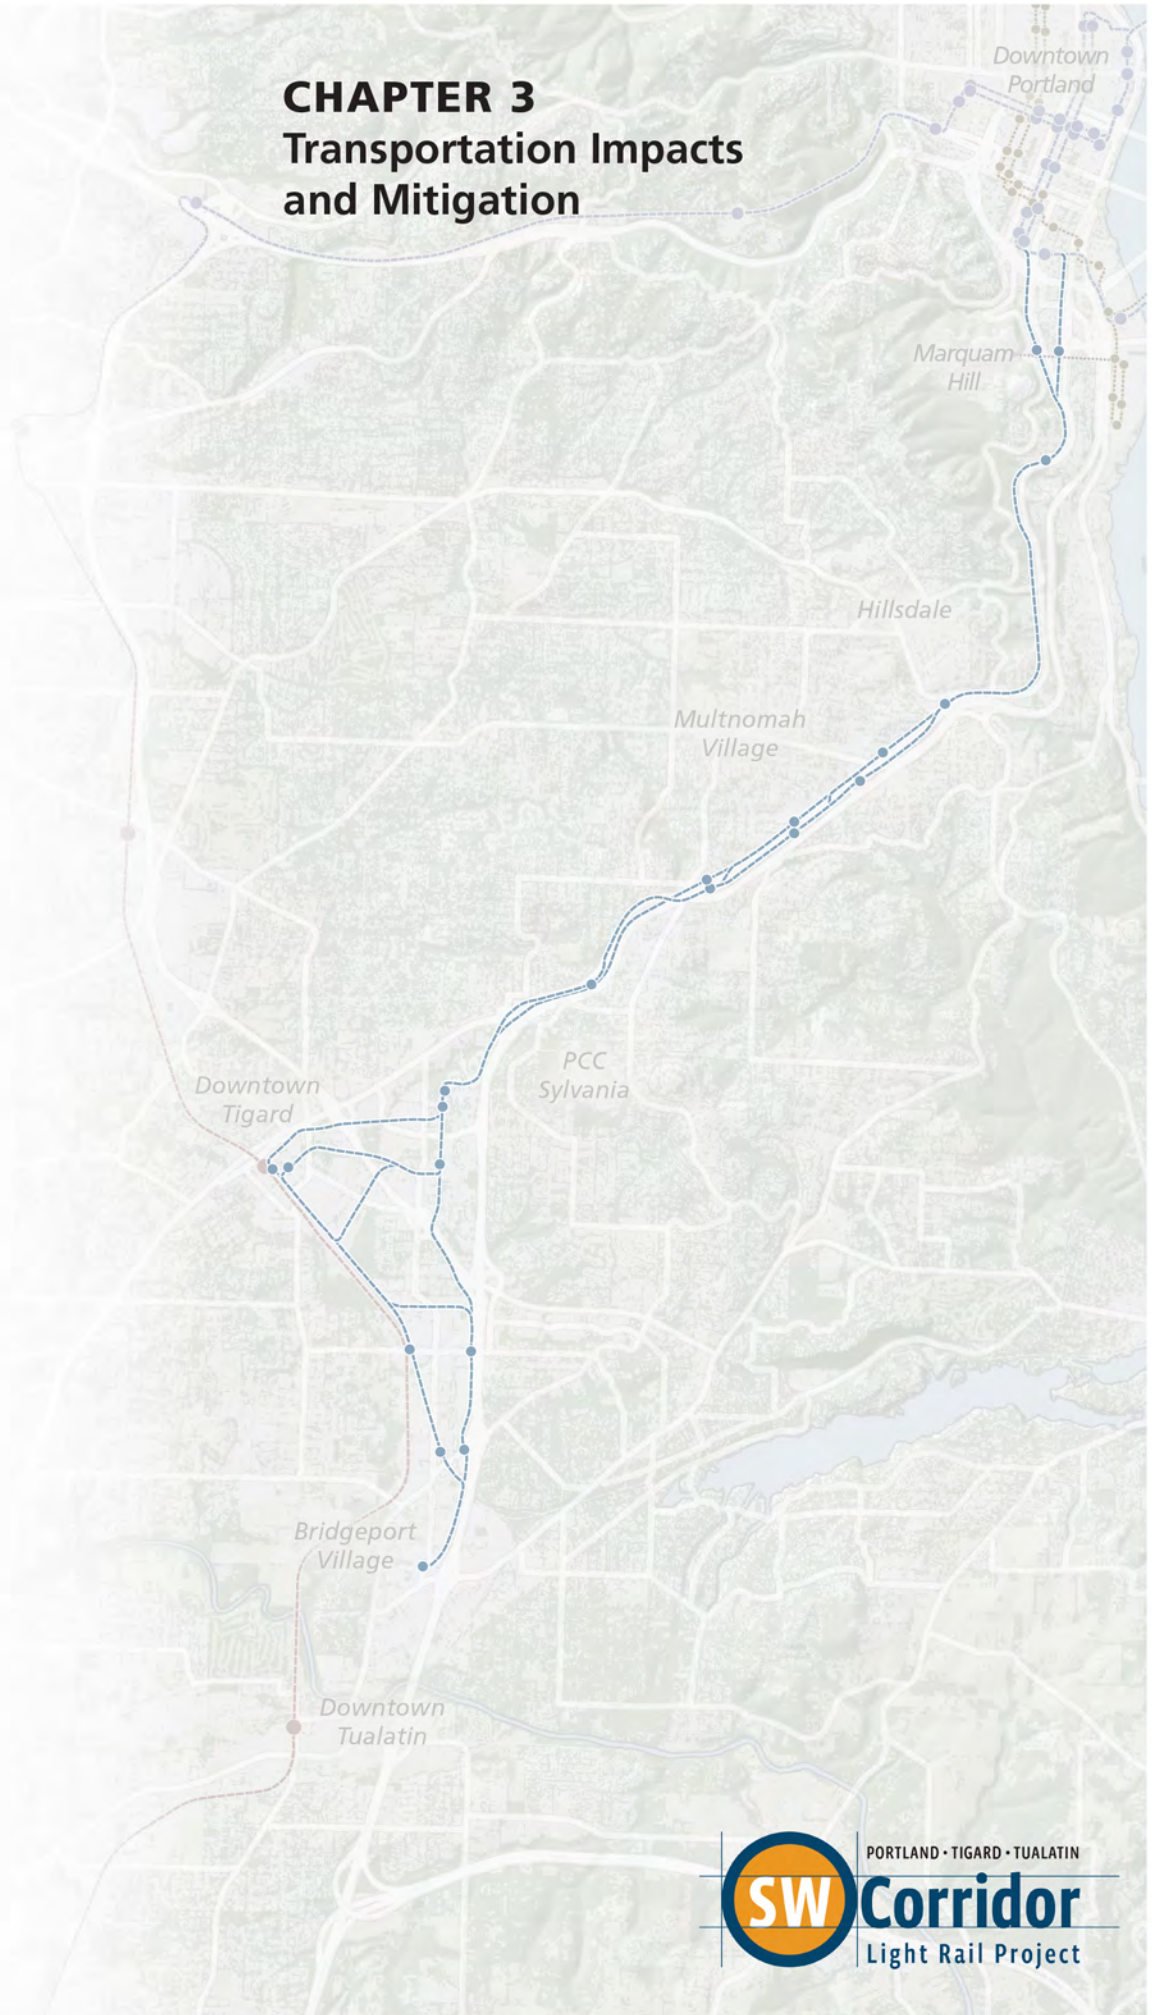 CHAPTER 3
Transportation Impacts
and Mitigation
Downtown
Portland
Marquam
Hill
Hillsdale
Multnomah
Village
PCC
Sylvania
Downtown
Tigard
Bridgeport
Village
Downtown
Tualatin
PORTLAND • TIGARD • TUALATIN
SW Corridor
Light Rail Project